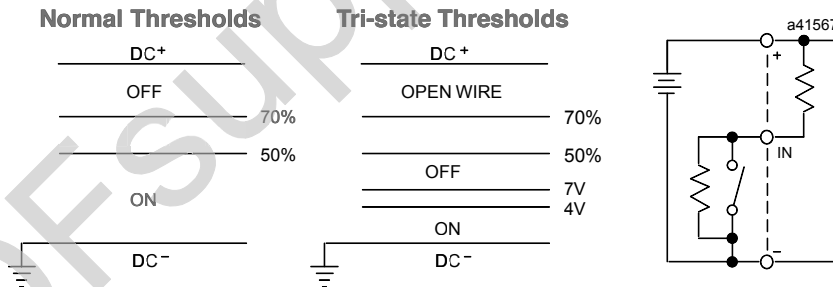 Normal Thresholds
DC+
OFF
70%
50%
ON
DC−
Tri-state Thresholds
DC+
OPEN WIRE
70%
50%
OFF
7V
4V
ON
DC−
a41567
+
IN
−